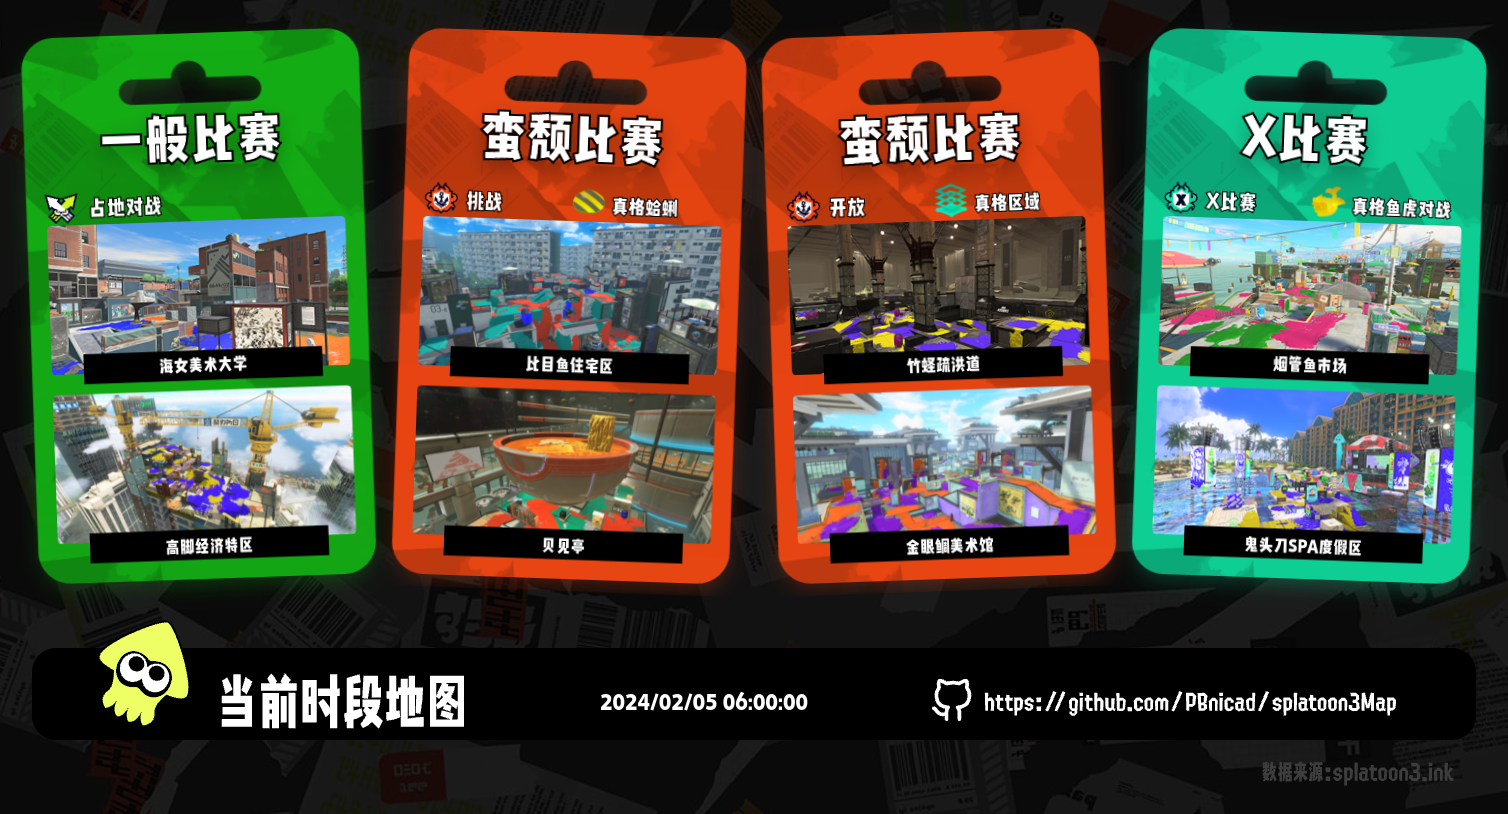 一般比赛
占地对战
海女美术大学
高脚经济特区
蛮颓比赛
挑战
真格蛤蜊
比目鱼住宅区
贝见亭
蛮颓比赛
开放
真格区域
竹蛏疏洪道
金眼鲷美术馆
X比赛
X比赛
真格鱼虎对战
烟管鱼市场
鬼头刀SPA度假区
当前时段地图
2024/02/05 06:00:00
https://github.com/PBnicad/splatoon3Map
数据来源:splatoon3.ink